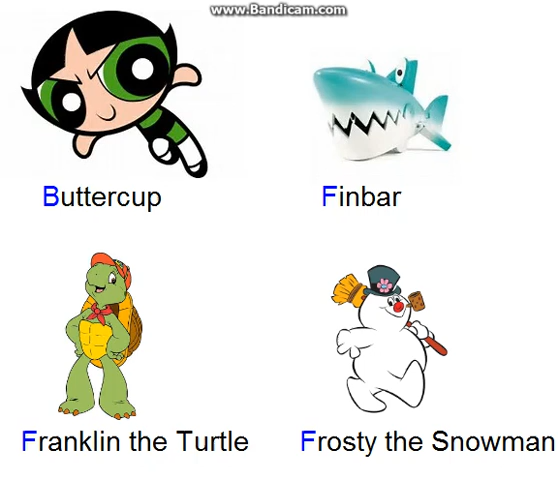 www.Bandicam.com
Buttercup
Finbar
Franklin the Turtle
Frosty the Snowman